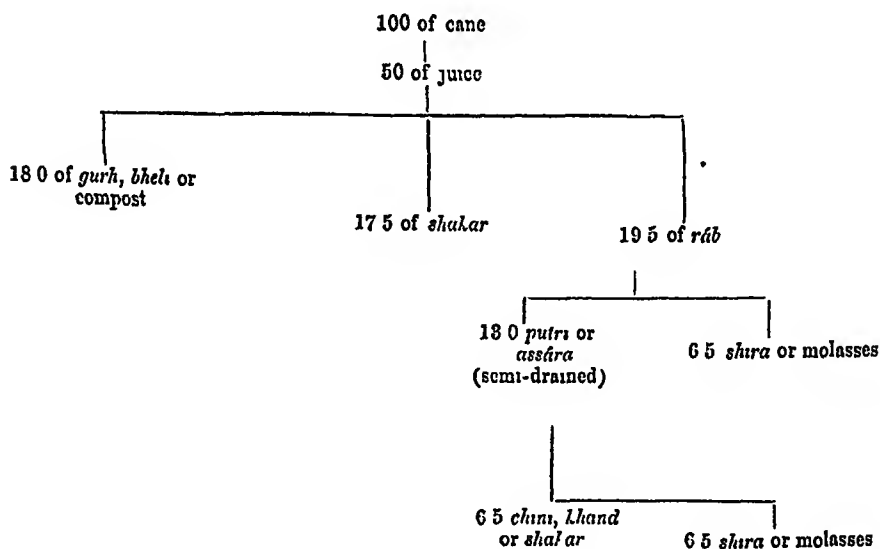 100 of cane
50 of juice
18 0 of gurh, bheli or
compost
17 5 of shakar
19 5 of ráb
13 0 putri or
assára
(semi-drained)
6 5 shira or molasses
6 5 chini, khand
or shakar
6 5 shira or molasses